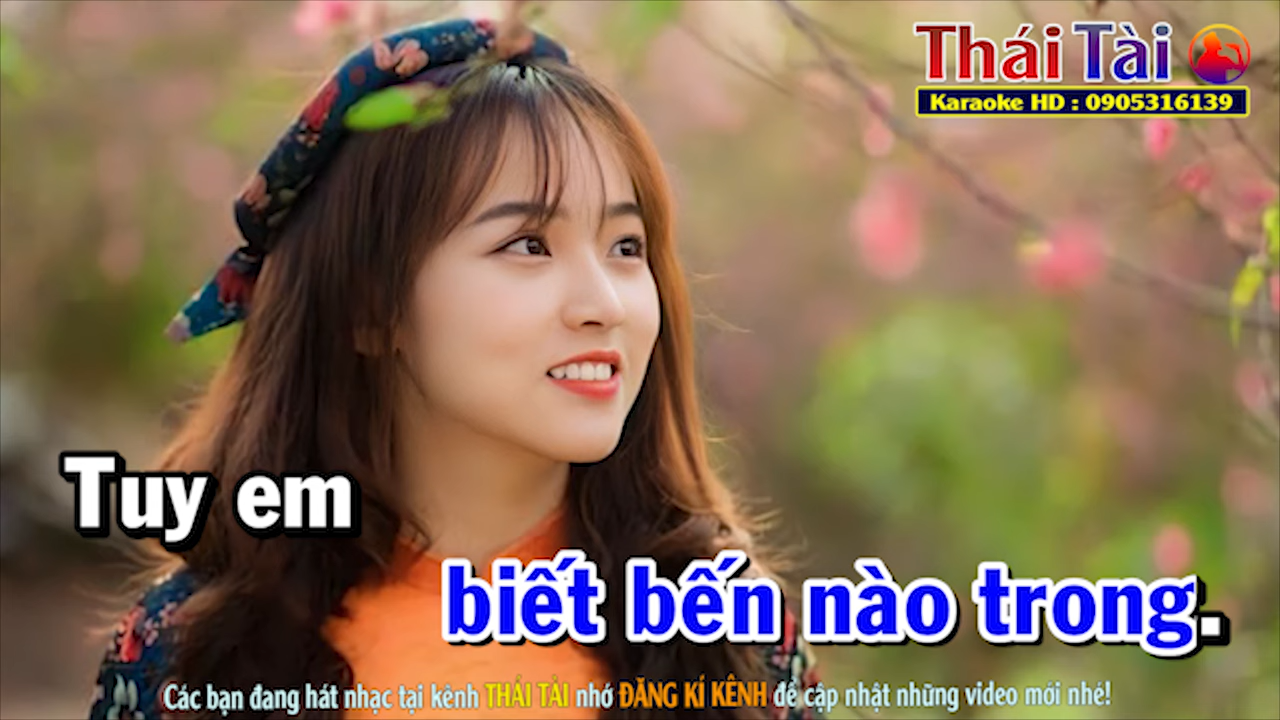 Thái Tài
Karaoke HD : 0905316139
Tuy em
biết bến nào trong.
Các bạn đang hát nhạc tại kênh THÁI TÀI nhớ ĐĂNG KÍ KÊNH để cập nhật những video mới nhé!